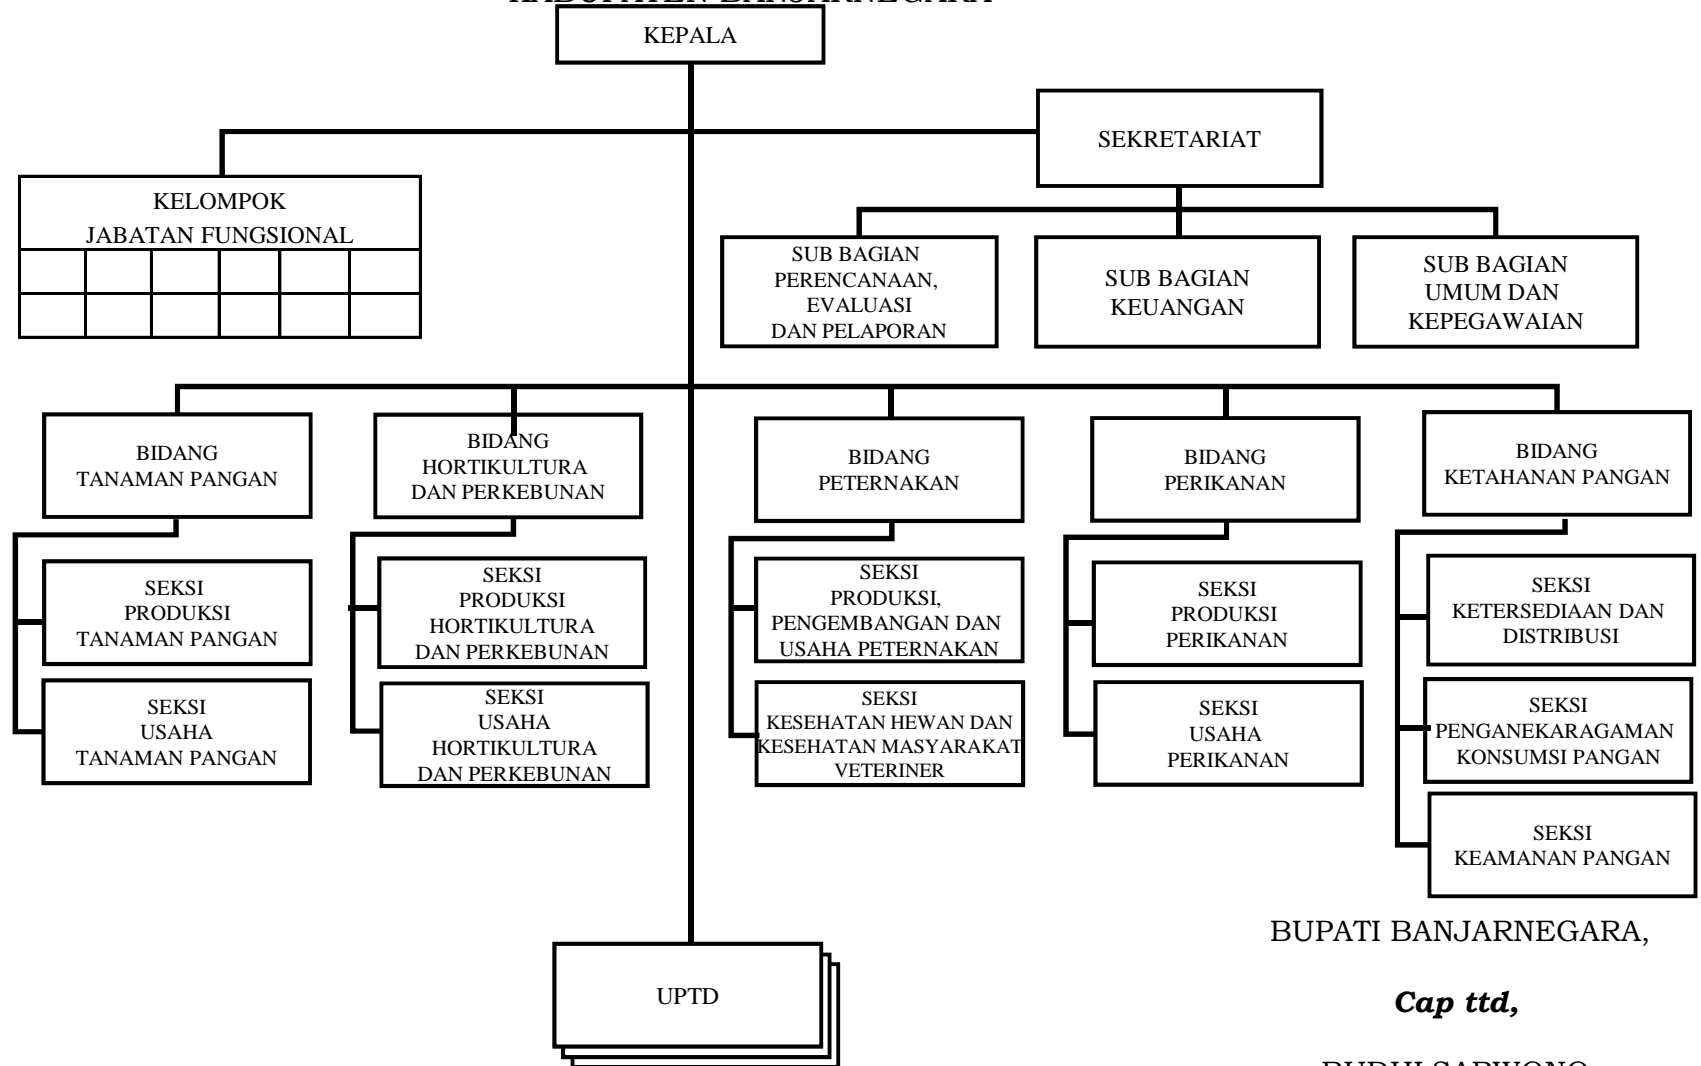 KABUPATEN BANJARNEGARA
KEPALA
SEKRETARIAT
KELOMPOK
JABATAN FUNGSIONAL
SUB BAGIAN
PERENCANAAN,
EVALUASI
DAN PELAPORAN
SUB BAGIAN
KEUANGAN
SUB BAGIAN
UMUM DAN
KEPEGAWAIAN
BIDANG
TANAMAN PANGAN
BIDANG
HORTIKULTURA
DAN PERKEBUNAN
BIDANG
PETERNAKAN
BIDANG
PERIKANAN
BIDANG
KETAHANAN PANGAN
SEKSI
PRODUKSI
TANAMAN PANGAN
SEKSI
PRODUKSI
HORTIKULTURA
DAN PERKEBUNAN
SEKSI
PRODUKSI,
PENGEMBANGAN DAN
USAHA PETERNAKAN
SEKSI
PRODUKSI
PERIKANAN
SEKSI
KETERSEDIAAN DAN
DISTRIBUSI
SEKSI
USAHA
TANAMAN PANGAN
SEKSI
USAHA
HORTIKULTURA
DAN PERKEBUNAN
SEKSI
KESEHATAN HEWAN DAN
KESEHATAN MASYARAKAT
VETERINER
SEKSI
USAHA
PERIKANAN
SEKSI
PENGANEKARAGAMAN
KONSUMSI PANGAN
SEKSI
KEAMANAN PANGAN
UPTD
BUPATI BANJARNEGARA,
Cap ttd,
BUDHI SARWONO